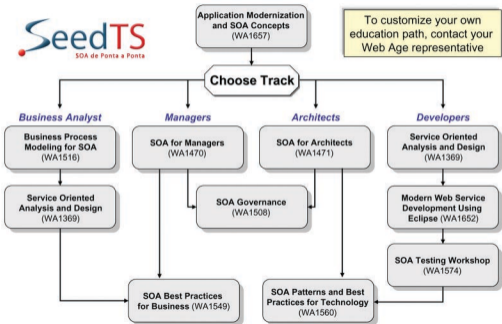 SeedTS
SOA de Ponta a Ponta
Application Modernization
and SOA Concepts
(WA1657)
To customize your own
education path, contact your
Web Age representative
Choose Track
Business Analyst
Managers
Architects
Developers
Business Process
Modeling for SOA
(WA1516)
SOA for Managers
(WA1470)
SOA for Architects
(WA1471)
Service Oriented
Analysis and Design
(WA1369)
Service Oriented
Analysis and Design
(WA1369)
SOA Governance
(WA1508)
Modern Web Service
Development Using
Eclipse (WA1652)
SOA Testing Workshop
(WA1574)
SOA Best Practices
for Business (WA1549)
SOA Patterns and Best
Practices for Technology
(WA1560)